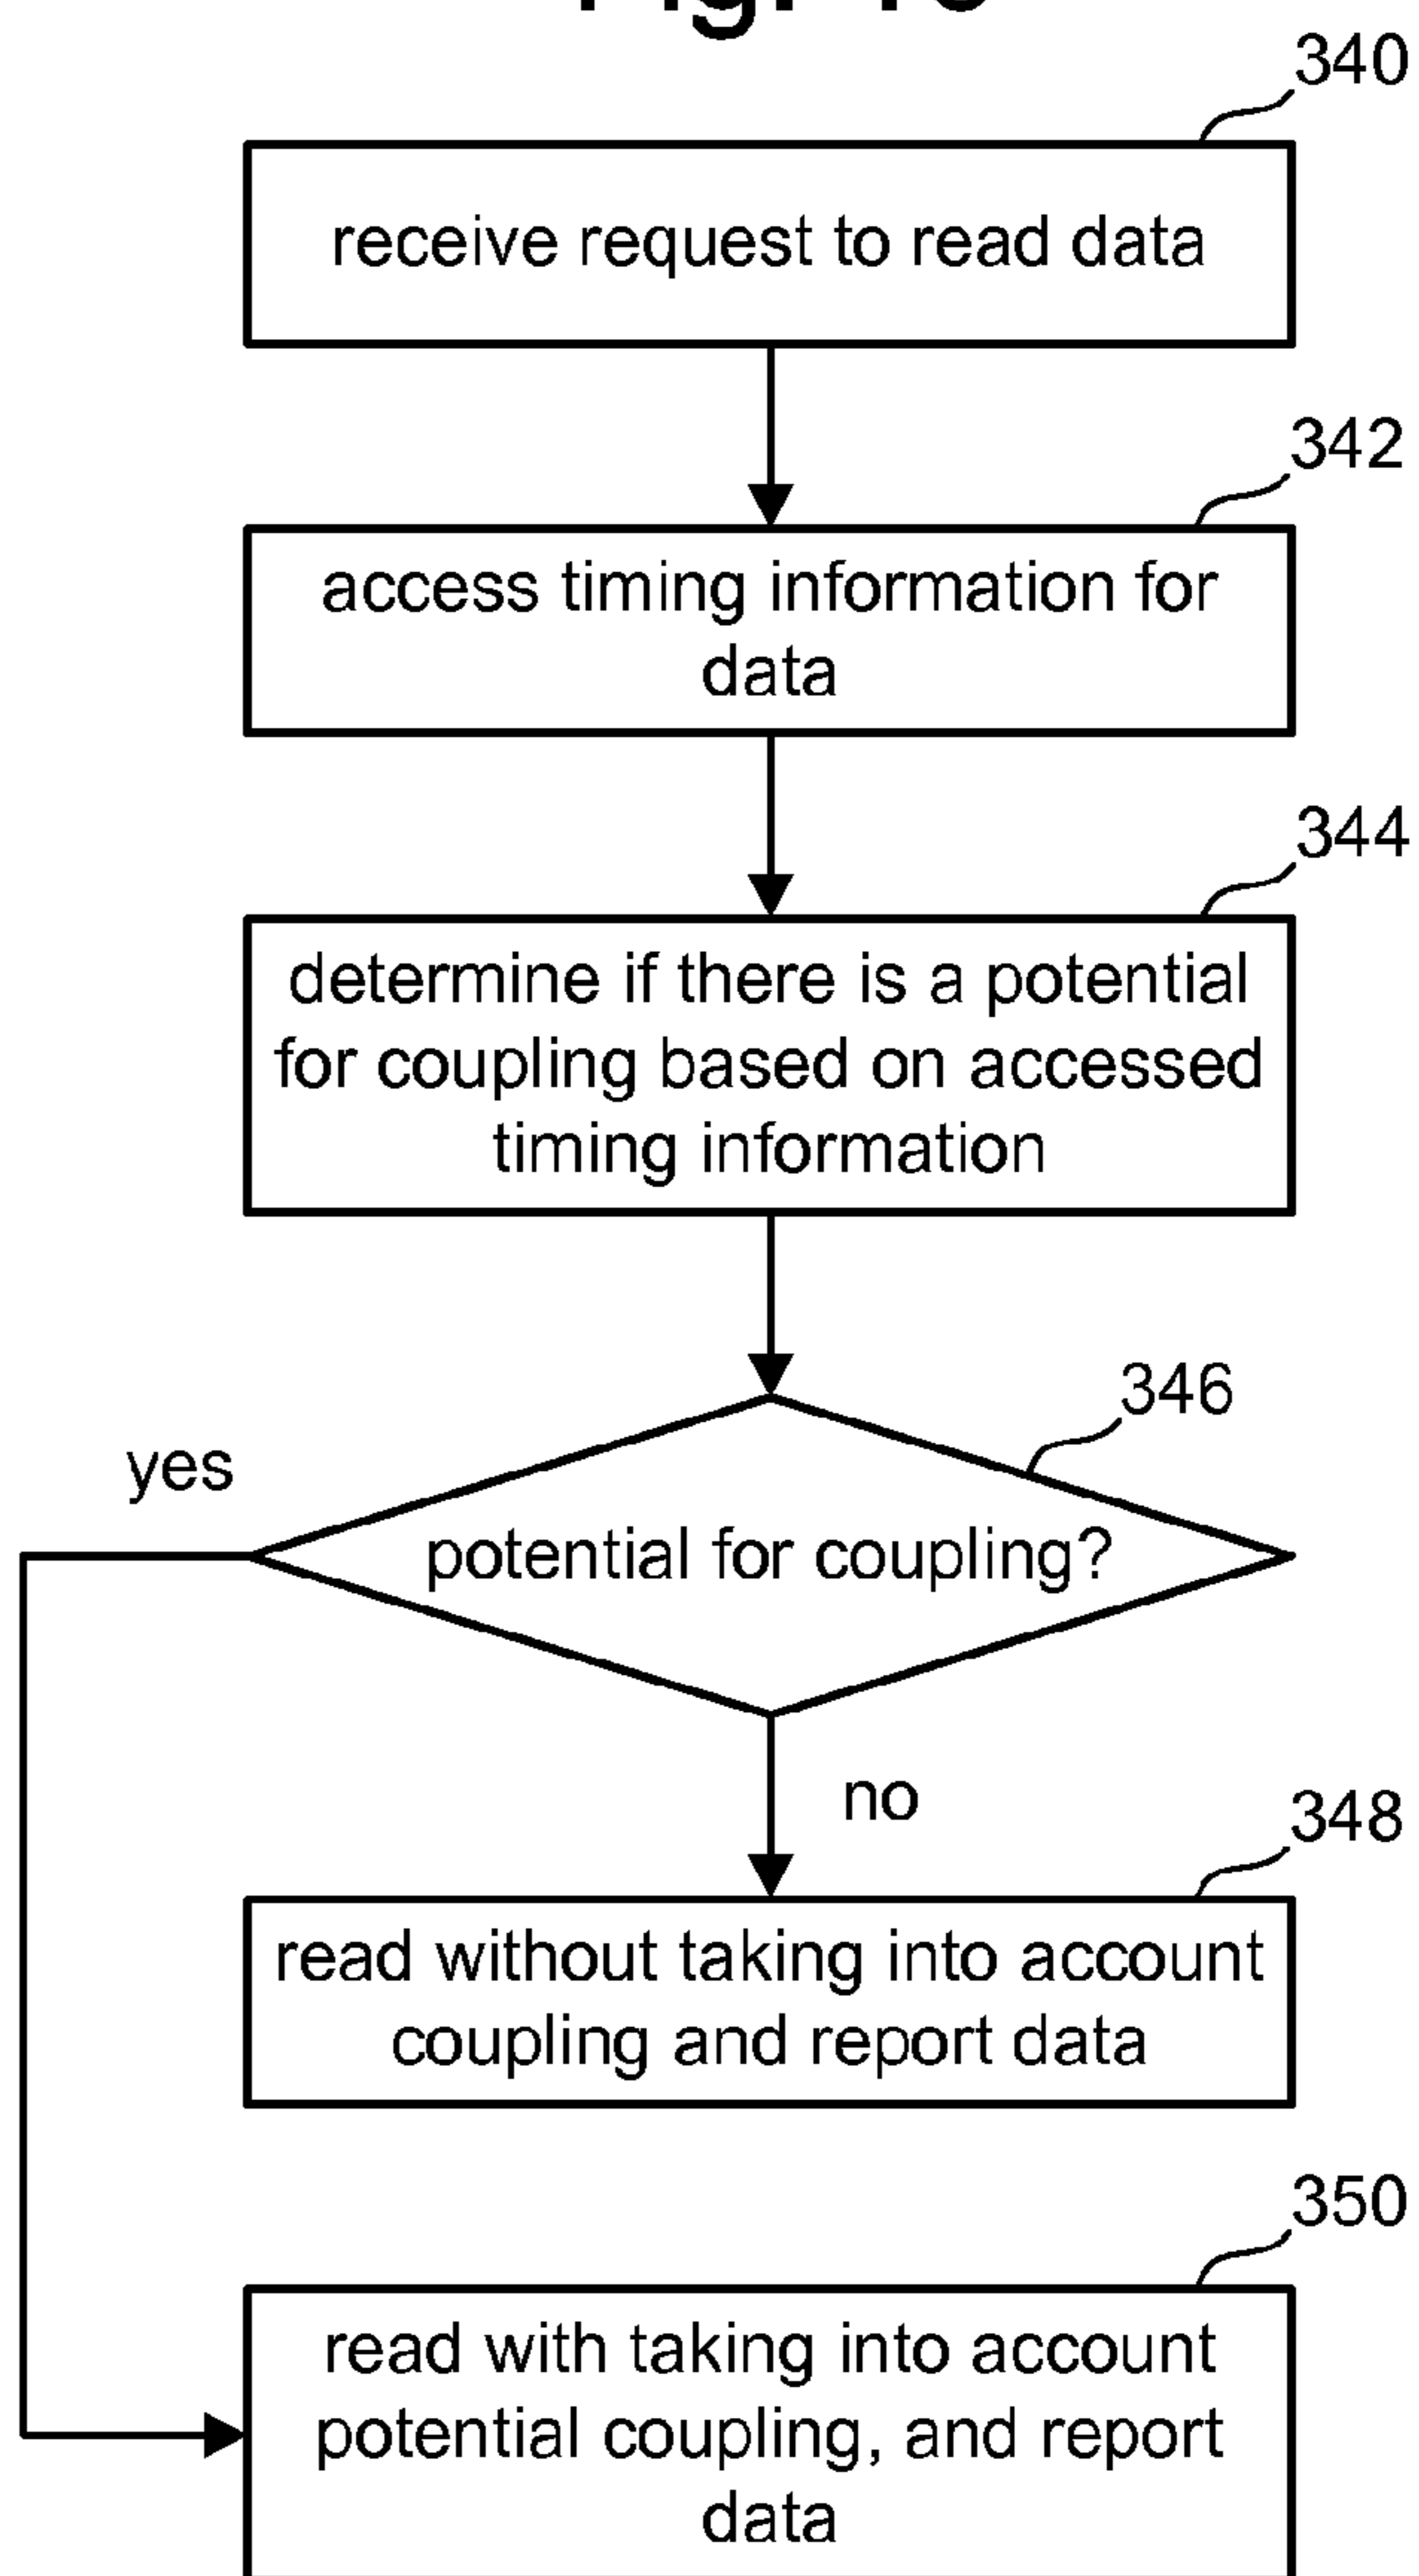 340
receive request to read data
342
access timing information for
data
344
determine if there is a potential
for coupling based on accessed
timing information
346
yes
potential for coupling?
no
348
read without taking into account
coupling and report data
350
read with taking into account
potential coupling, and report
data